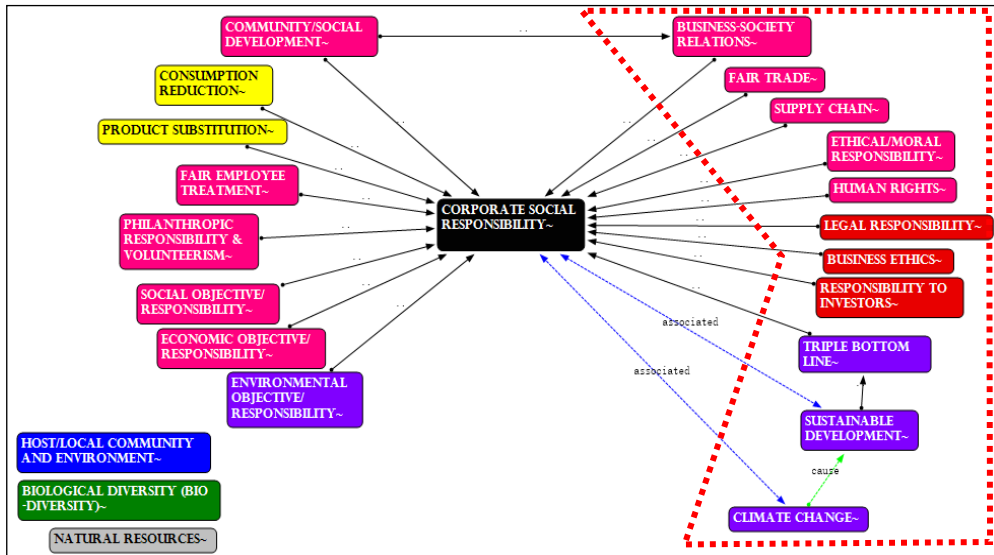 COMMUNITY/SOCIAL
DEVELOPMENT~
BUSINESS-SOCIETY
RELATIONS~
CONSUMPTION
REDUCTION~
FAIR TRADE~
SUPPLY CHAIN~
PRODUCT SUBSTITUTION~
ETHICAL/MORAL
RESPONSIBILITY~
FAIR EMPLOYEE
TREATMENT~
HUMAN RIGHTS~
CORPORATE SOCIAL
RESPONSIBILITY~
PHILANTHROPIC
RESPONSIBILITY &
VOLUNTEERISM~
LEGAL RESPONSIBILITY~
BUSINESS ETHICS~
RESPONSIBILITY TO
INVESTORS~
SOCIAL OBJECTIVE/
RESPONSIBILITY~
associated
ECONOMIC OBJECTIVE/
RESPONSIBILITY~
TRIPLE BOTTOM
LINE~
associated
ENVIRONMENTAL
OBJECTIVE/
RESPONSIBILITY~
SUSTAINABLE
DEVELOPMENT~
HOST/LOCAL COMMUNITY
AND ENVIRONMENT~
cause
BIOLOGICAL DIVERSITY (BIO
-DIVERSITY)~
CLIMATE CHANGE~
NATURAL RESOURCES~